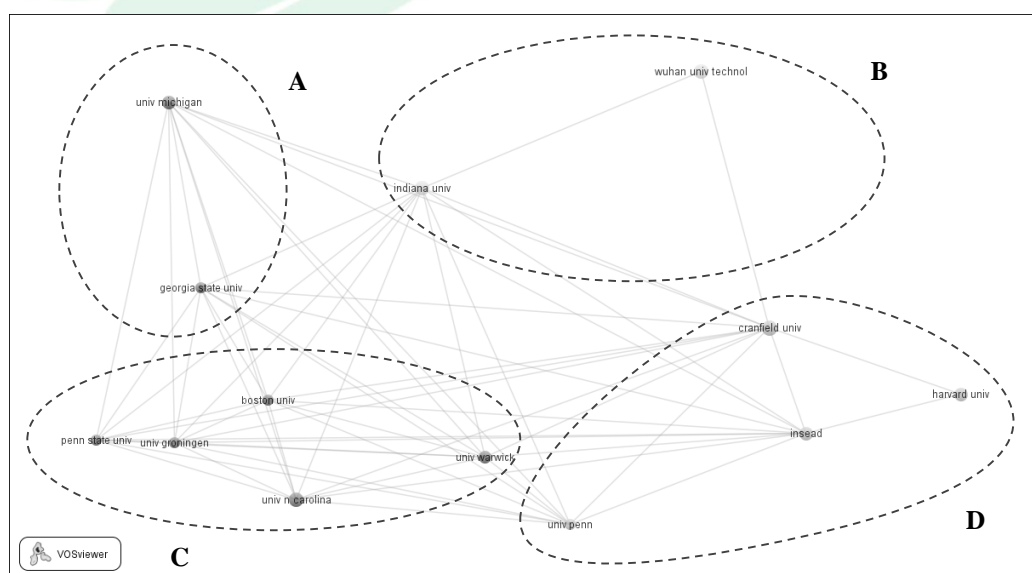 A
B
wuhan univ technol
univ michigan
indiana univ
georgia state univ
cranfield univ
harvard univ
boston univ
insead
penn state univ
univ groningen
univ warwick
univ n carolina
univ penn
D
C
VOSviewer